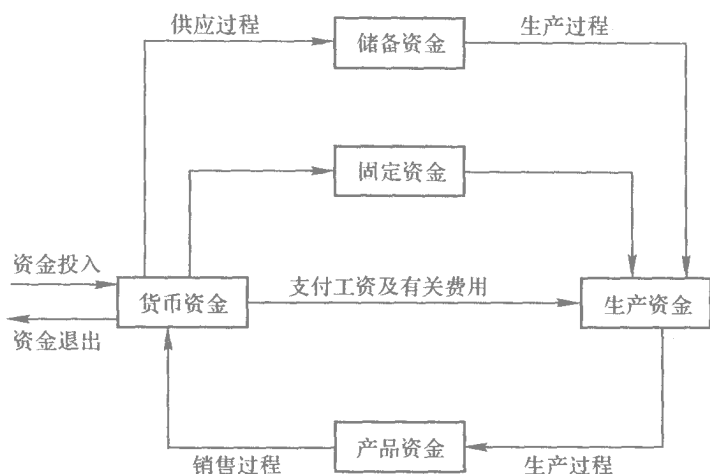 供应过程
储备资金
生产过程
固定资金
资金投入
货币资金
支付工资及有关费用
生产资金
资金退出
产品资金
销售过程
生产过程